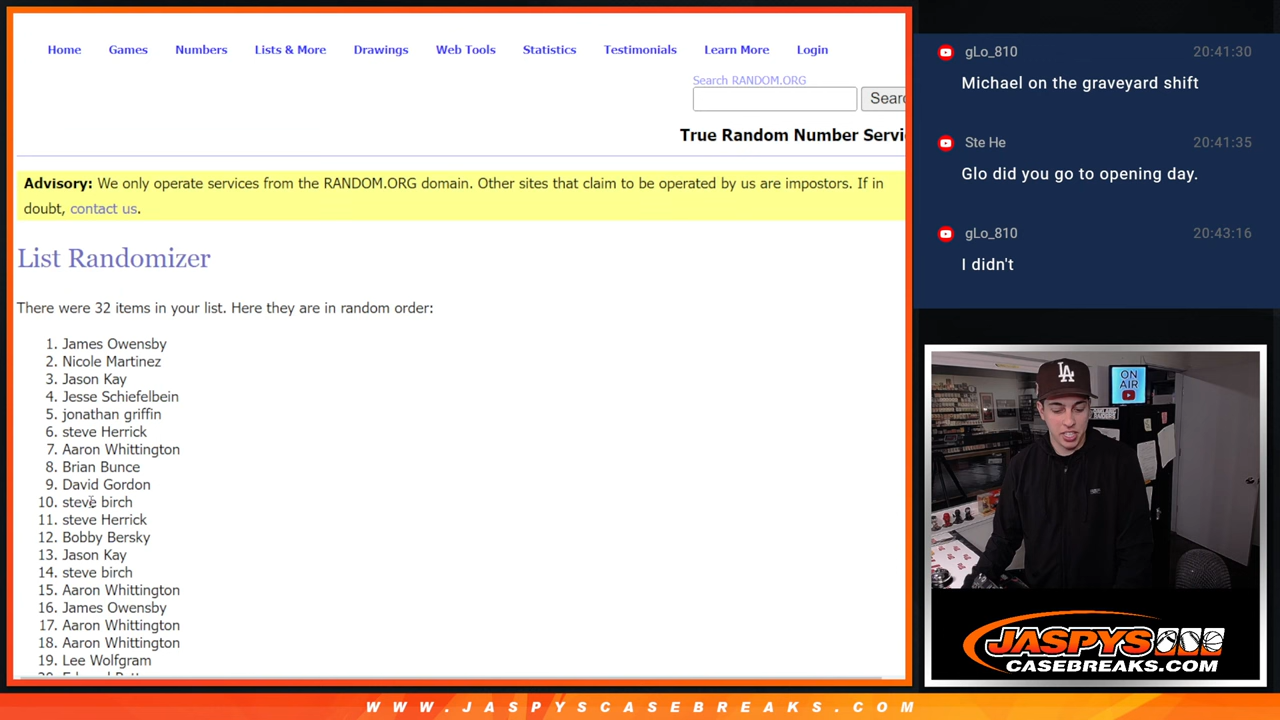 Home Games Numbers Lists & More Drawings Web Tools Statistics Testimonials Learn More Login
Search RANDOM.ORG
Sear
True Random Number Servi
Advisory: We only operate services from the RANDOM.ORG domain. Other sites that claim to be operated by us are impostors. If in
doubt, contact us.
List Randomizer
There were 32 items in your list. Here they are in random order:
1. James Owensby
2. Nicole Martinez
3. Jason Kay
4. Jesse Schiefelbein
5. jonathan griffin
6. steve Herrick
7. Aaron Whittington
8. Brian Bunce
9. David Gordon
10. steve birch
11. steve Herrick
12. Bobby Bersky
13. Jason Kay
14. steve birch
15. Aaron Whittington
16. James Owensby
17. Aaron Whittington
18. Aaron Whittington
19. Lee Wolfgram
gLo_810 20:41:30
Michael on the graveyard shift
Ste He 20:41:35
Glo did you go to opening day.
gLo_810 20:43:16
I didn't
LA
ON
AIR
JASPYS
CASEBREAKS.COM
WWW.JASPYSCASEBREAKS.COM